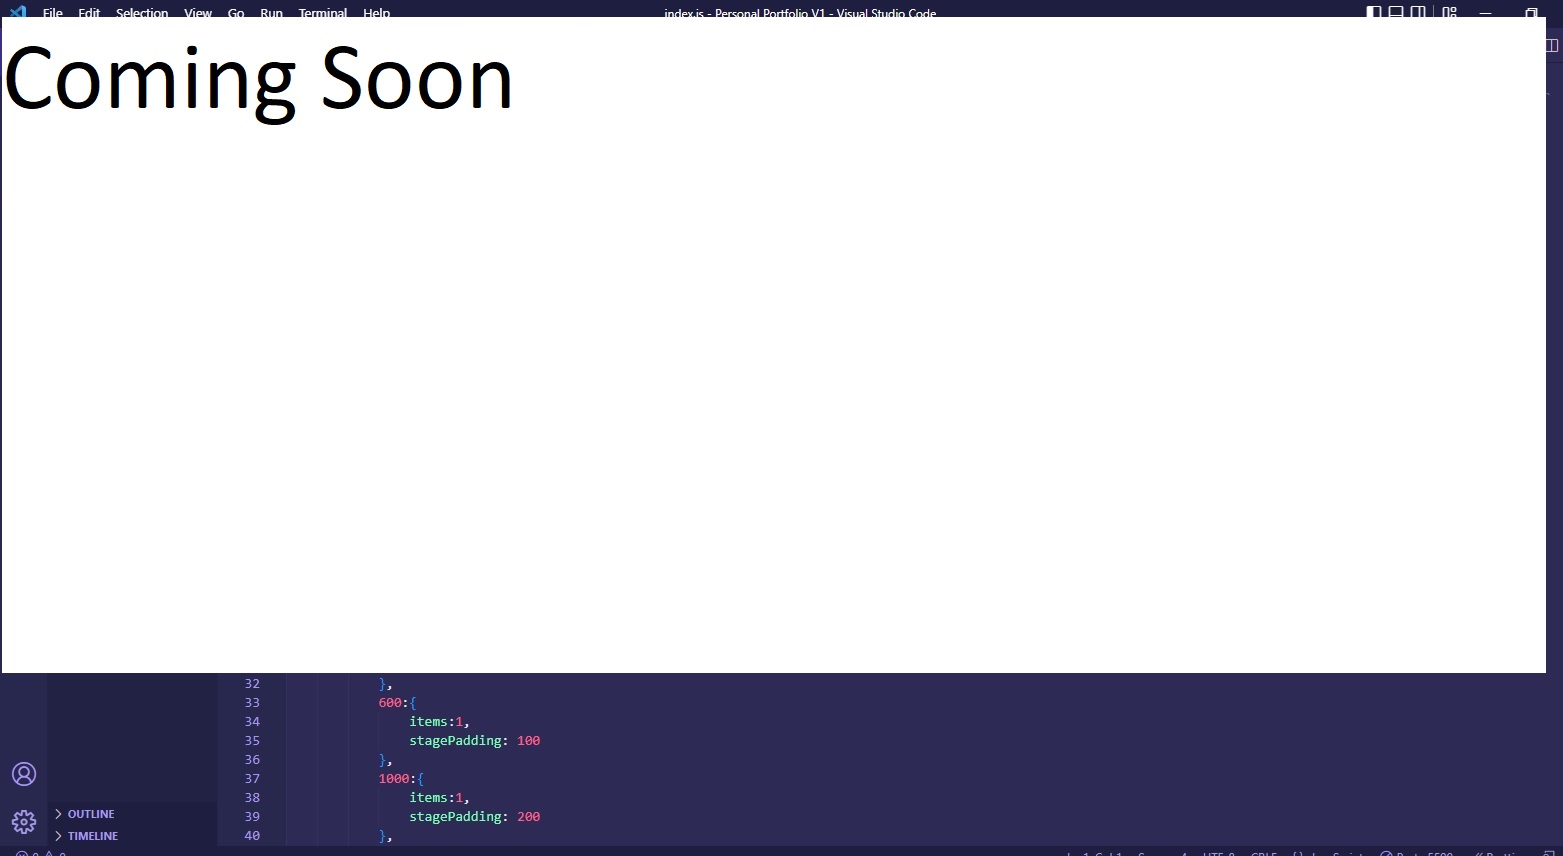 File Edit Selection View Go Run Terminal Help
index.js - Personal Portfolio V1 - Visual Studio Code
Coming Soon
32 },
33 600:{
34 items:1,
35 stagePadding: 100
36 },
37 1000:{
38 items:1,
39 stagePadding: 200
40 },
OUTLINE
TIMELINE